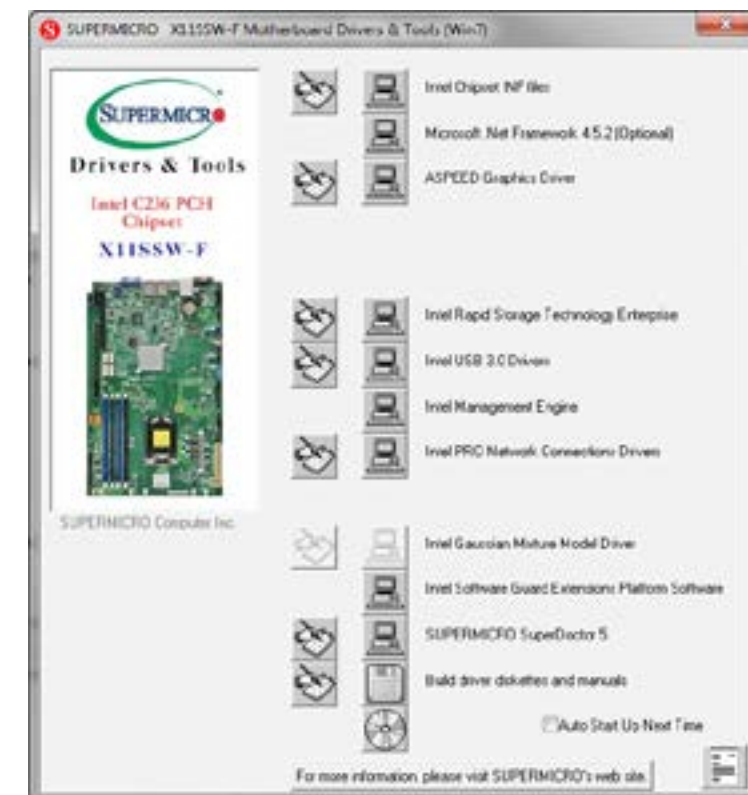 SUPERMICRO X11SSW-F Motherboard Drivers & Tools (Win7)
SUPERMICRO
Drivers & Tools
Intel C236 PCH
Chipset
X11SSW-F
SUPERMICRO Computer Inc.
Intel Chipset INF files
Microsoft .Net Framework 4.5.2 (Optional)
ASPEED Graphics Driver
Intel Rapid Storage Technology Enterprise
Intel USB 3.0 Drivers
Intel Management Engine
Intel PRO Network Connections Drivers
Intel Gaussian Mixture Model Driver
Intel Software Guard Extensions Platform Software
SUPERMICRO SuperDoctor 5
Build driver diskettes and manuals
Auto Start Up Next Time
For more information, please visit SUPERMICRO's web site.